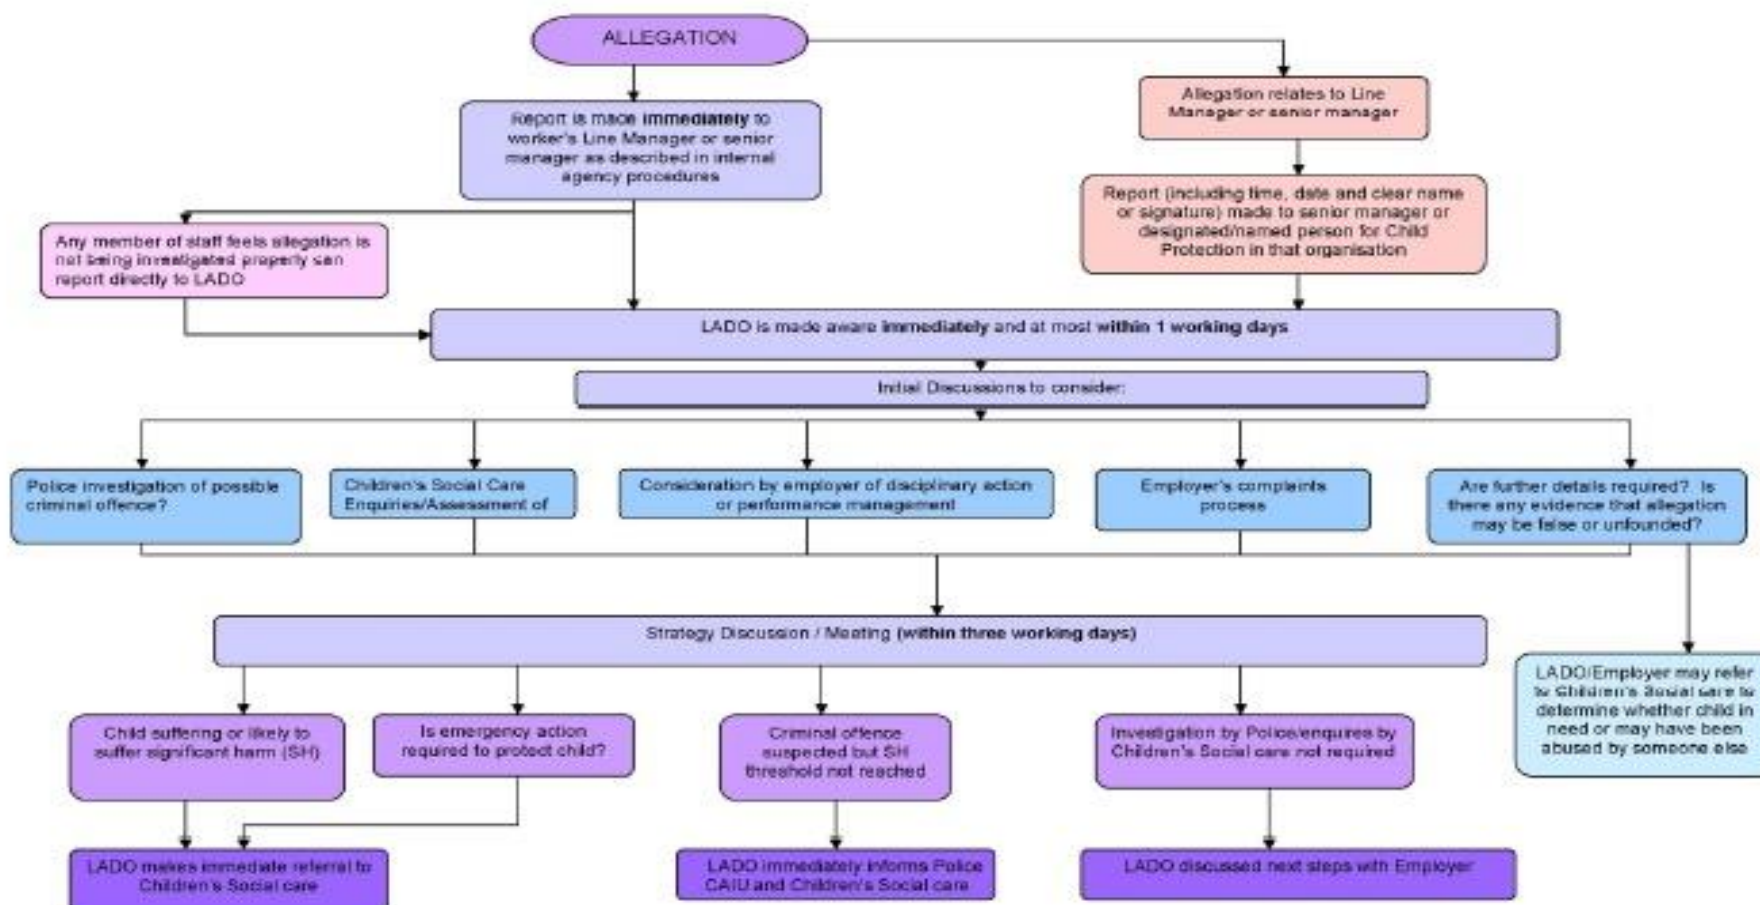 ALLEGATION
Report is made immediately to
worker's Line Manager or senior
manager as described in internal
agency procedures
Allegation relates to Line
Manager or senior manager
Report (including time, date and clear name
or signature) made to senior manager or
designated/named person for Child
Protection in that organisation
Any member of staff feels allegation is
not being investigated properly can
report directly to LADO
LADO is made aware immediately and at most within 1 working days
Initial Discussions to consider:
Police investigation of possible
criminal offence?
Children's Social Care
Enquiries/Assessment of
Consideration by employer of disciplinary action
or performance management
Employer's complaints
process
Are further details required? Is
there any evidence that allegation
may be false or unfounded?
Strategy Discussion / Meeting (within three working days)
LADO/Employer may refer
to Children's Social care to
determine whether child in
need or may have been
abused by someone else
Child suffering or likely to
suffer significant harm (SH)
Is emergency action
required to protect child?
Criminal offence
suspected but SH
threshold not reached
Investigation by Police/enquires by
Children's Social care not required
LADO makes immediate referral to
Children's Social care
LADO immediately informs Police
CAIU and Children's Social care
LADO discussed next steps with Employer